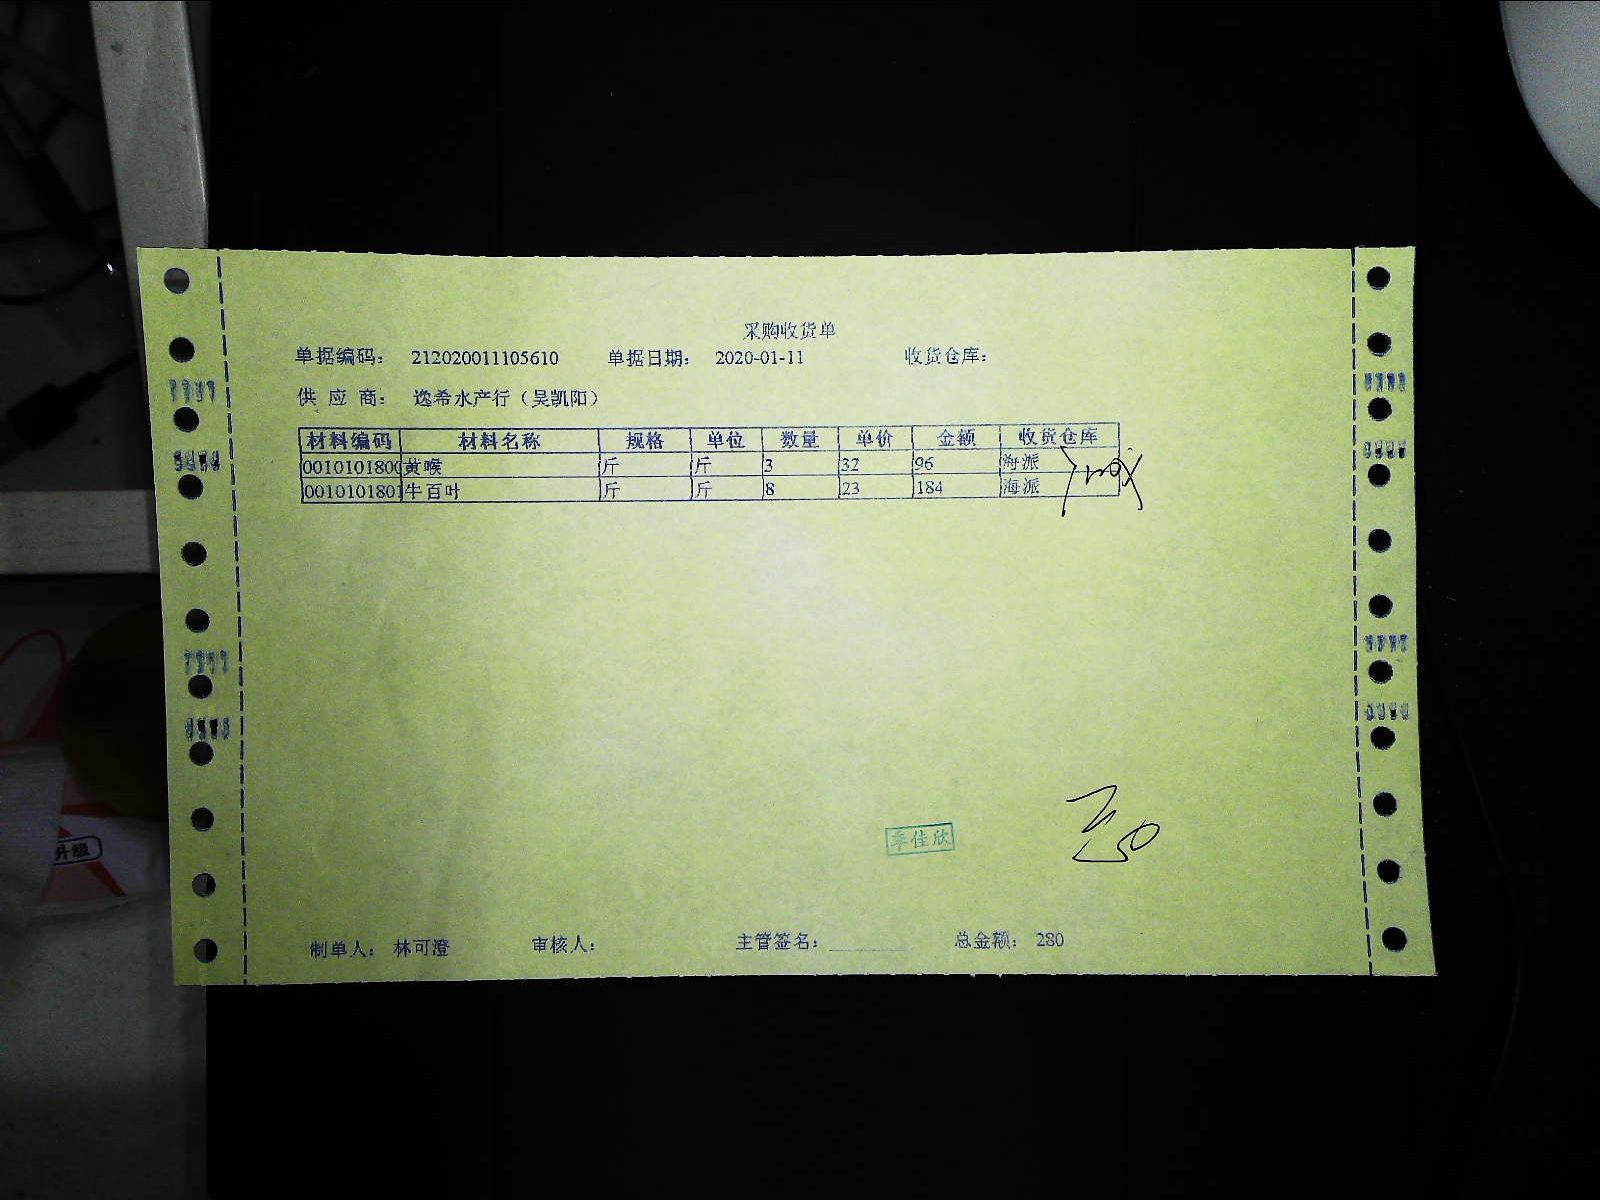 采购收货单
单据编码： 212020011105610 单据日期： 2020-01-11 收货仓库：
供 应 商： 逸希水产行（吴凯阳）
材料编码 材料名称 规格 单位 数量 单价 金额 收货仓库
0010101800 黄喉 斤 斤 3 32 96 海派
0010101801 牛百叶 斤 斤 8 23 184 海派
季佳欣
制单人： 林可澄 审核人： 主管签名： 总金额： 280
升级